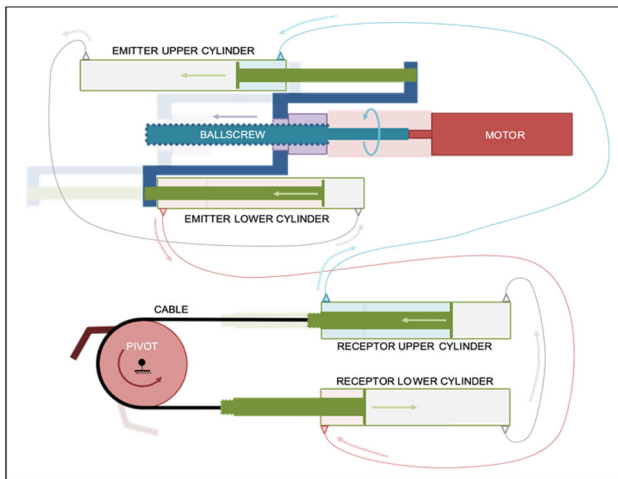 EMITTER UPPER CYLINDER
BALLSCREW
MOTOR
EMITTER LOWER CYLINDER
CABLE
PIVOT
RECEPTOR UPPER CYLINDER
RECEPTOR LOWER CYLINDER